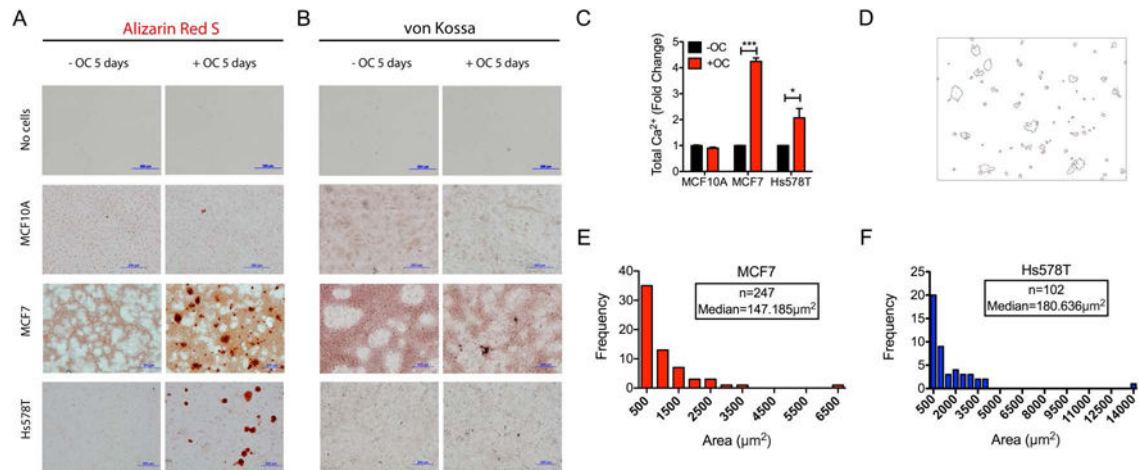 A
Alizarin Red S
- OC 5 days
+ OC 5 days
No cells
MCF10A
MCF7
Hs578T
B
von Kossa
- OC 5 days
+ OC 5 days
C
Total Ca²⁺ (Fold Change)
5
4
3
2
1
0
-OC
+OC
***
*
MCF10A
MCF7
Hs578T
D
E
MCF7
n=247
Median=147.185µm²
Frequency
40
30
20
10
0
500
1500
2500
3500
4500
5500
6500
Area (µm²)
F
Hs578T
n=102
Median=180.636µm²
Frequency
25
20
15
10
5
0
500
2000
3500
5000
7500
9000
11000
12500
14000
Area (µm²)